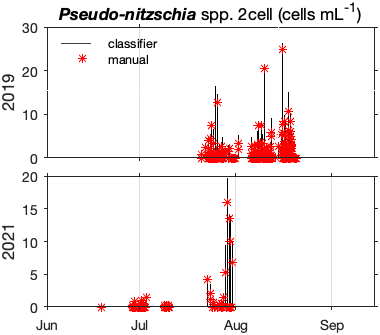 Pseudo-nitzschia spp. 2cell (cells mL⁻¹)
30
20
10
0
2019
classifier
manual
20
15
10
5
0
2021
Jun Jul Aug Sep